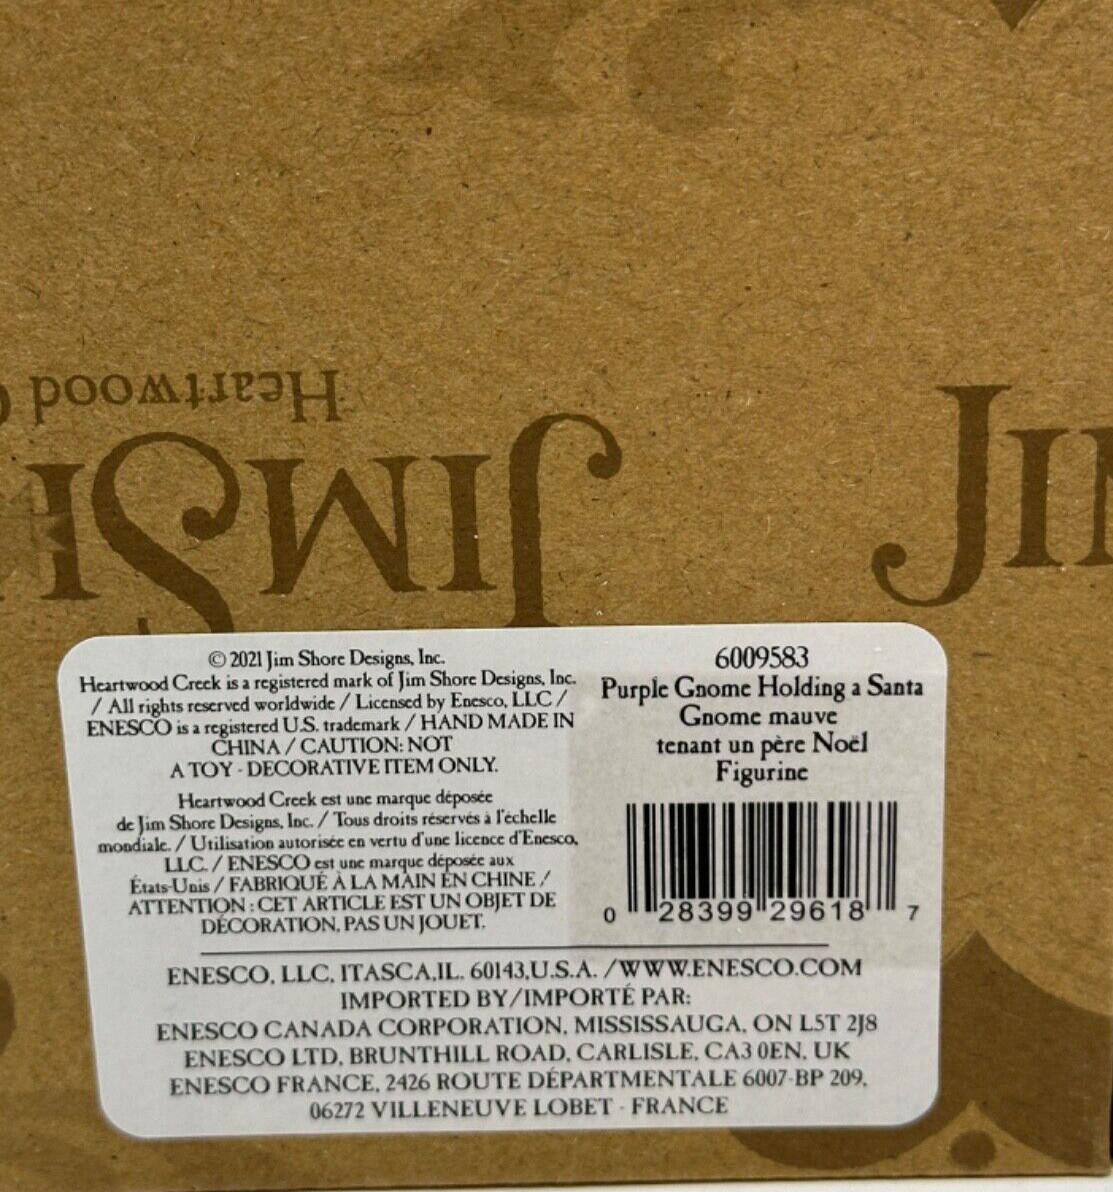 Heartwood
JIMS
JI
© 2021 Jim Shore Designs, Inc.
Heartwood Creek is a registered mark of Jim Shore Designs, Inc.
/ All rights reserved worldwide / Licensed by Enesco, LLC /
ENESCO is a registered U.S. trademark / HAND MADE IN
CHINA / CAUTION: NOT
A TOY - DECORATIVE ITEM ONLY.
Heartwood Creek est une marque déposée
de Jim Shore Designs, Inc. / Tous droits réservés à l'échelle
mondiale. / Utilisation autorisée en vertu d'une licence d'Enesco,
LLC. / ENESCO est une marque déposée aux
États-Unis / FABRIQUÉ À LA MAIN EN CHINE /
ATTENTION : CET ARTICLE EST UN OBJET DE
DÉCORATION, PAS UN JOUET.
6009583
Purple Gnome Holding a Santa
Gnome mauve
tenant un père Noël
Figurine
0 28399 29618 7
ENESCO, LLC, ITASCA,IL. 60143,U.S.A. /WWW.ENESCO.COM
IMPORTED BY/IMPORTÉ PAR:
ENESCO CANADA CORPORATION, MISSISSAUGA, ON L5T 2J8
ENESCO LTD, BRUNTHILL ROAD, CARLISLE, CA3 0EN, UK
ENESCO FRANCE, 2426 ROUTE DÉPARTMENTALE 6007-BP 209,
06272 VILLENEUVE LOBET - FRANCE